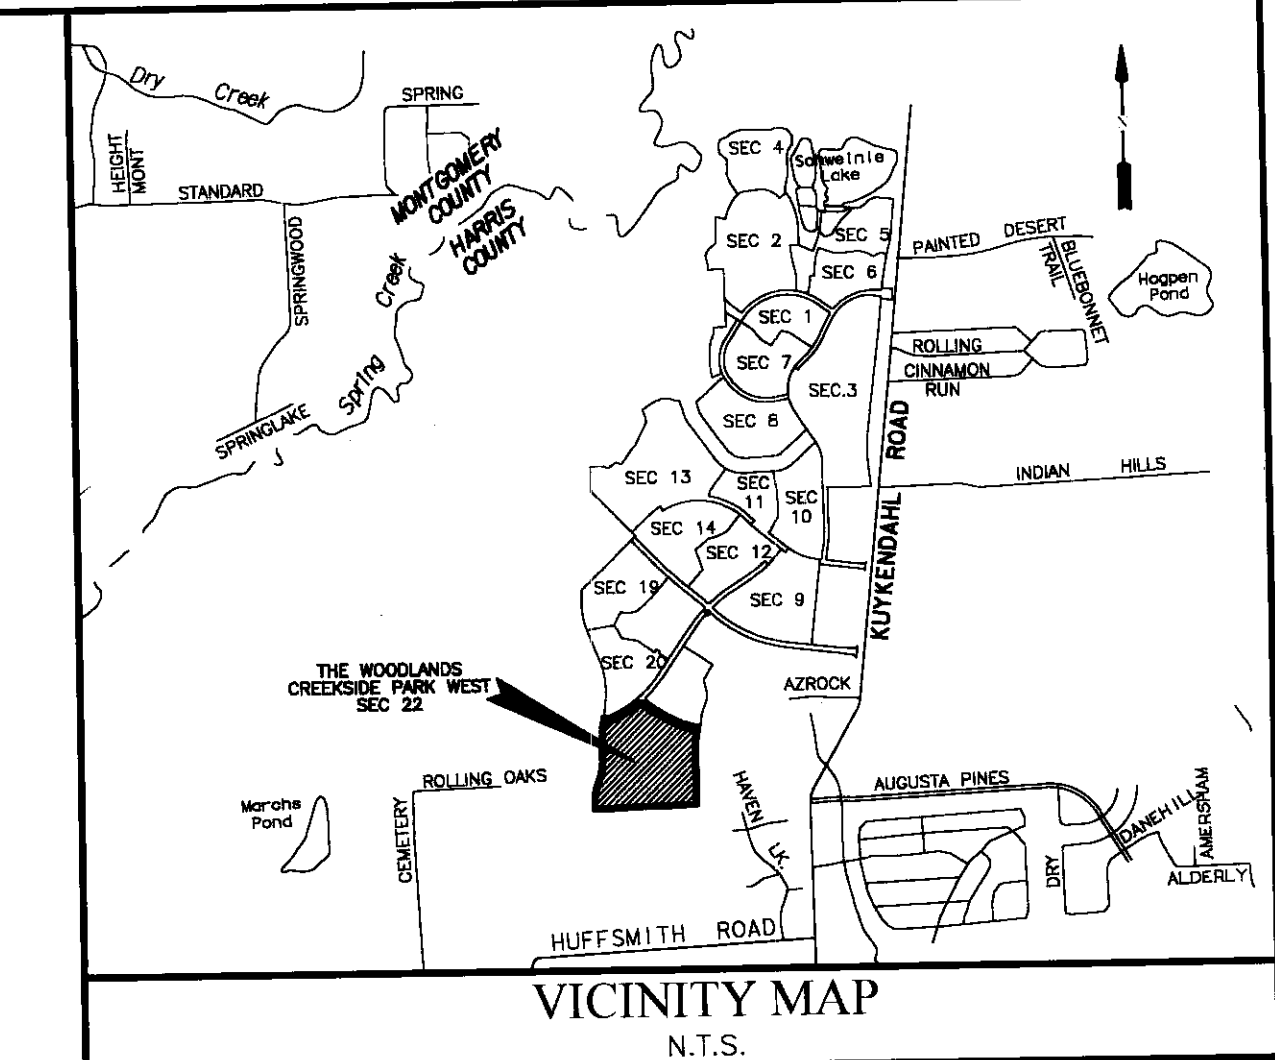 Dry Creek
SPRING
HEIGHT
MONT
STANDARD
MONTGOMERY
COUNTY
HARRIS
COUNTY
SPRINGWOOD
Spring Creek
SPRINGLAKE
SEC 4
Schweinle
Lake
SEC 2
SEC 5
SEC 6
PAINTED DESERT
BLUEBONNET
TRAIL
Hogpen
Pond
SEC 1
SEC 7
SEC.3
ROLLING
CINNAMON
RUN
SEC 8
KUYKENDAHL ROAD
SEC 13
SEC
11
SEC
10
INDIAN HILLS
SEC 14
SEC 12
SEC 19
SEC 9
SEC 20
THE WOODLANDS
CREEKSIDE PARK WEST
SEC 22
AZROCK
ROLLING OAKS
Marchs
Pond
CEMETERY
HAVEN
LK.
AUGUSTA PINES
DANEHILL
AMERSHAM
DRY
ALDERLY
HUFFSMITH ROAD
VICINITY MAP
N.T.S.